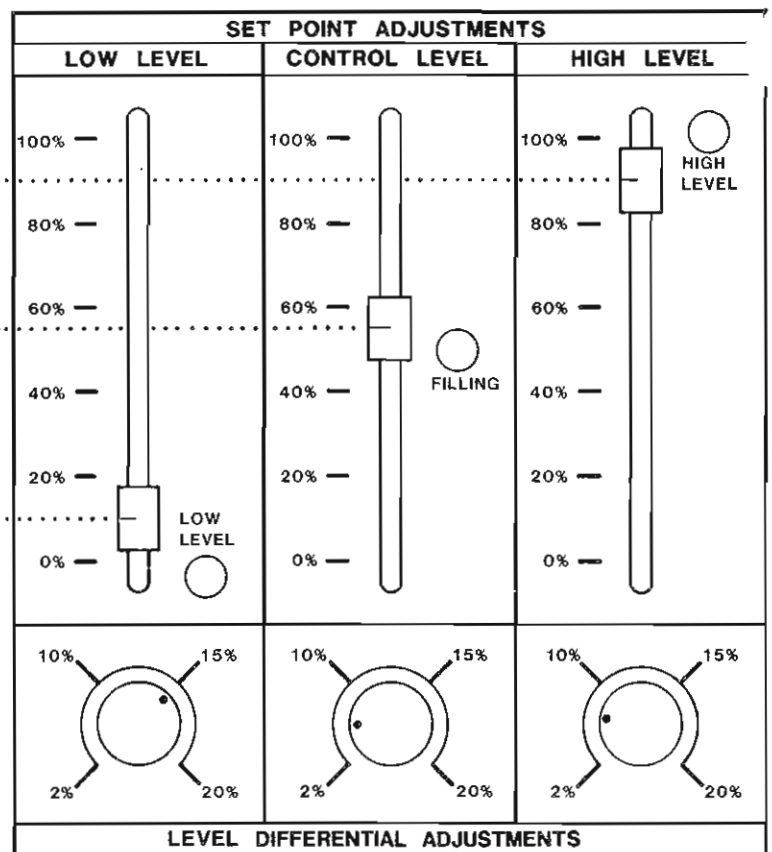 SET POINT ADJUSTMENTS
LOW LEVEL
100%
80%
60%
40%
20%
0%
LOW
LEVEL
CONTROL LEVEL
100%
80%
60%
40%
20%
0%
FILLING
HIGH LEVEL
100%
80%
60%
40%
20%
0%
HIGH
LEVEL
10% 15%
2% 20%
10% 15%
2% 20%
10% 15%
2% 20%
LEVEL DIFFERENTIAL ADJUSTMENTS